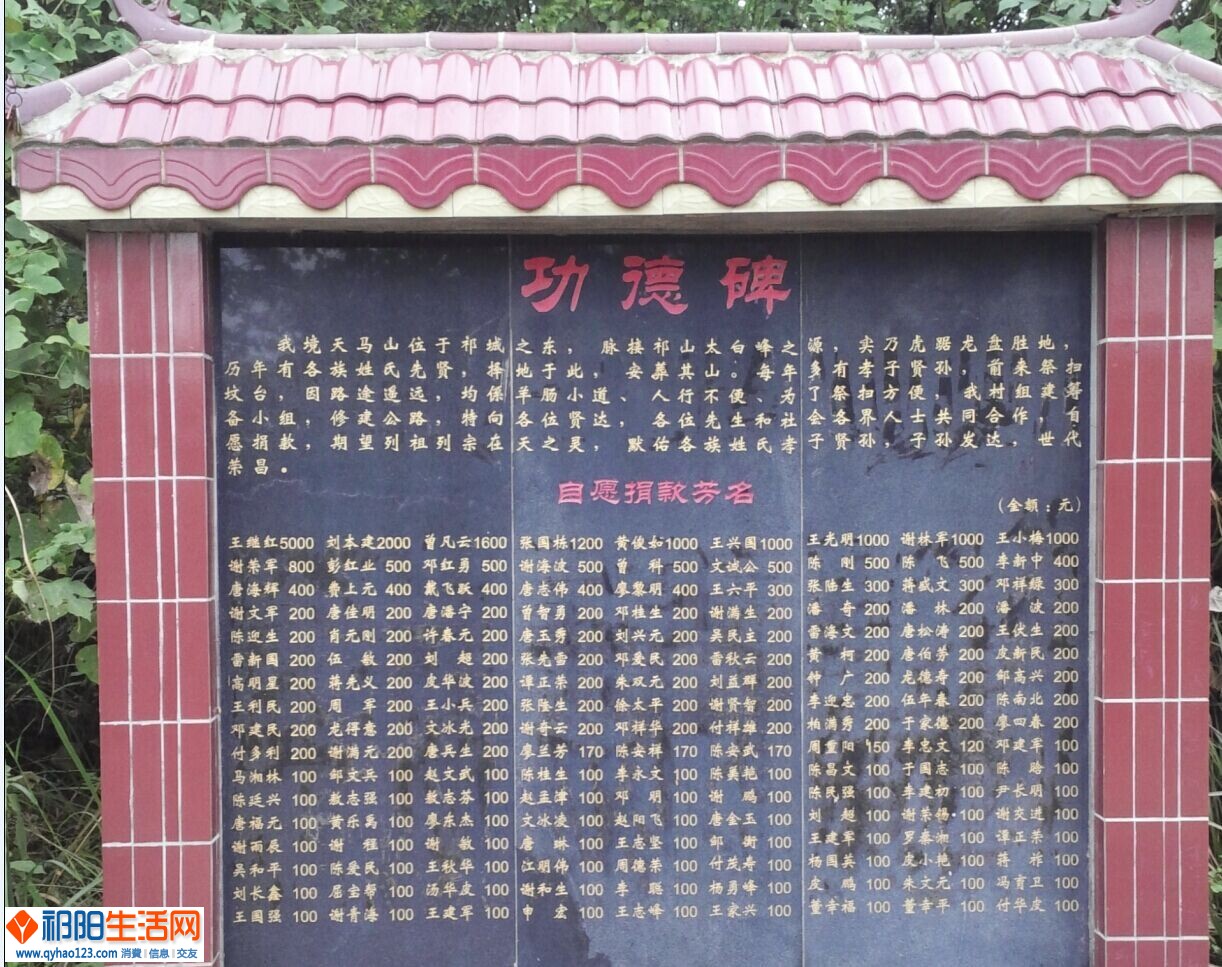 功德碑
我境天马山位于祁城之东，脉接祁山太白峰之源，实乃虎踞龙盘胜地，
历年有各族姓氏先贤，择地于此，安葬其山。每年多有孝子贤孙，前来祭扫
坟台，因路途遥远，均係羊肠小道、人行不便、为了祭扫方便，我村组建筹
备小组，修建公路，特向各位贤达，各位先生和社会各界人士共同合作，自
愿捐款，期望列祖列宗在天之灵，默佑各族姓氏孝子贤孙，子孙发达，世代
荣昌。
自愿捐款芳名
（金额：元）
王继红5000 刘本建2000 曾凡云1600 张国栋1200 黄俊如1000 王兴国1000 王光明1000 谢林军1000 王小梅1000
谢荣军 800 彭红业 500 邓红勇 500 谢海波 500 曾科 500 文诚公 500 陈刚 500 陈飞 500 李新中 400
唐海辉 400 费上元 400 戴飞跃 400 唐志伟 400 廖黎明 400 王六平 300 张陆生 300 蒋盛文 300 邓祥绿 300
谢文军 200 唐佳明 200 唐潘宁 200 曾智勇 200 邓桂生 200 谢满生 200 潘奇 200 潘林 200 潘波 200
陈迎生 200 肖元刚 200 许春元 200 唐玉秀 200 刘兴元 200 吴民主 200 雷海文 200 唐松涛 200 王伏生 200
雷新国 200 伍敏 200 刘超 200 张先雪 200 邓爱民 200 雷秋云 200 黄柯 200 唐伯芳 200 皮新民 200
高明星 200 蒋先义 200 皮华波 200 谭正荣 200 朱双元 200 刘益群 200 钟广 200 龙德寿 200 邹高兴 200
王利民 200 周军 200 王小兵 200 张隆生 200 徐太平 200 谢贤智 200 李迎忠 200 伍年春 200 陈南北 200
邓建民 200 龙得意 200 文冰光 200 谢奇云 200 邓祥华 200 付祥雄 200 柏满秀 200 于家德 200 廖四春 200
付多利 200 谢满元 200 唐兵生 200 廖兰芳 170 陈安祥 170 陈安武 170 周重阳 150 李忠文 120 邓建军 100
马湘林 100 邹文兵 100 赵文武 100 陈桂生 100 李永文 100 陈美艳 100 陈昌文 100 于国志 100 陈晗 100
陈廷兴 100 敖志强 100 敖志芬 100 赵孟津 100 邓明 100 谢鹏 100 陈民强 100 李建初 100 尹长明 100
唐福元 100 黄乐禹 100 廖东杰 100 文冰凌 100 赵阳飞 100 唐金玉 100 刘超 100 谢荣锡 100 谢交进 100
谢雨辰 100 谢程 100 谢敏 100 唐琳 100 王志坚 100 邹衡 100 王建军 100 罗泰湘 100 谭正荣 100
吴和平 100 陈爱民 100 王秋华 100 江明伟 100 周德荣 100 付茂寿 100 杨国英 100 皮小艳 100 蒋祚 100
刘长鑫 100 屈宝帮 100 汤华皮 100 谢和生 100 李聪 100 杨勇峰 100 皮鹏 100 朱文元 100 冯育卫 100
王国强 100 谢青海 100 王建军 100 申宏 100 王志峰 100 王家兴 100 董幸福 100 董幸平 100 付华皮 100
祁阳生活网
www.qyhao123.com 消费|信息|交友